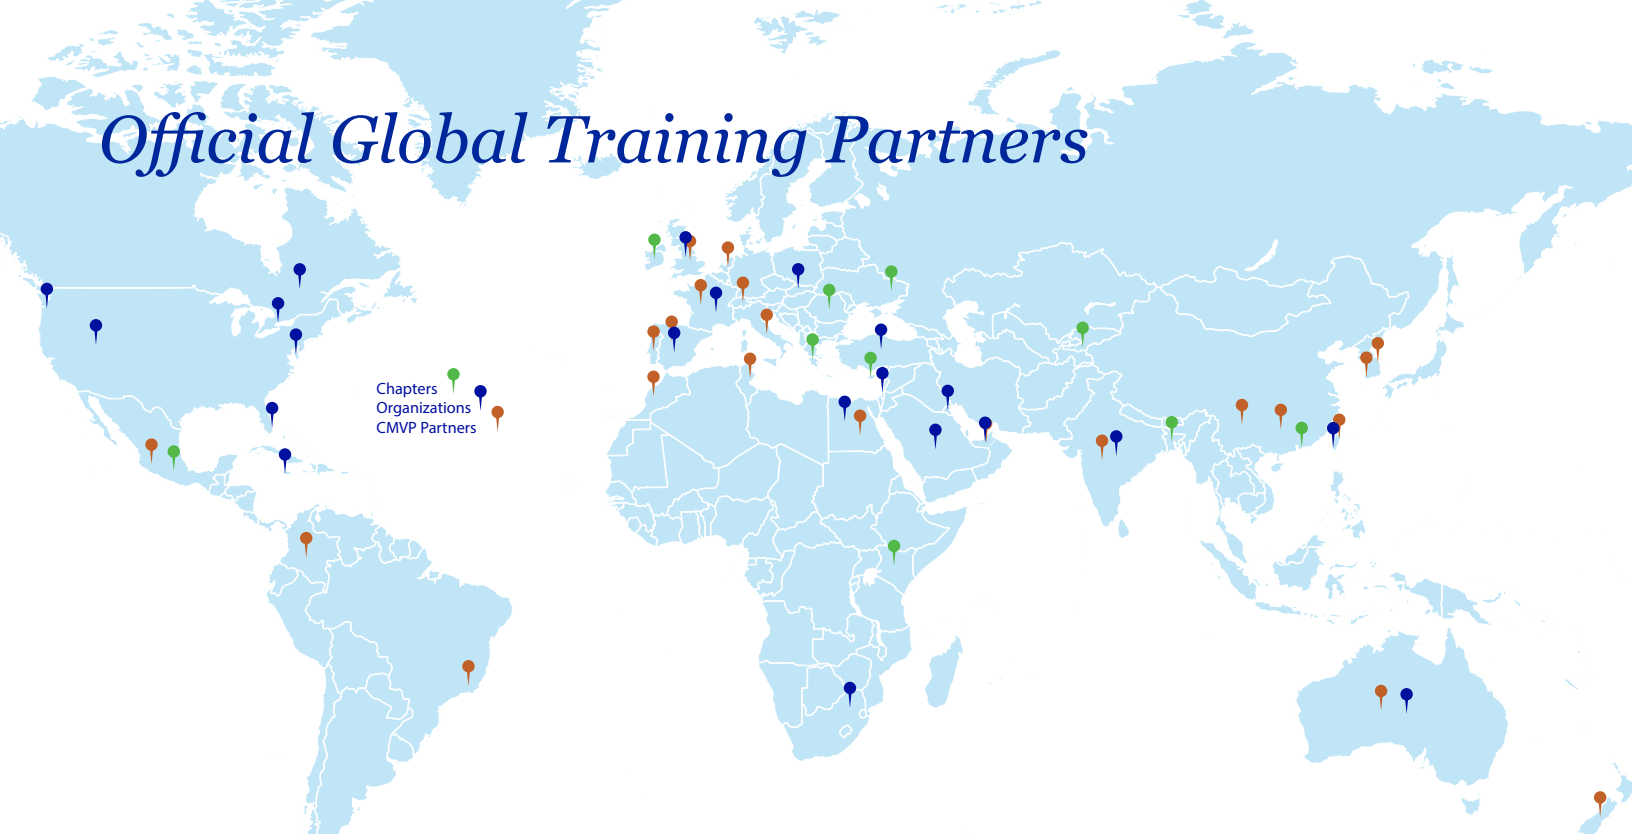 Official Global Training Partners
Chapters
Organizations
CMVP Partners